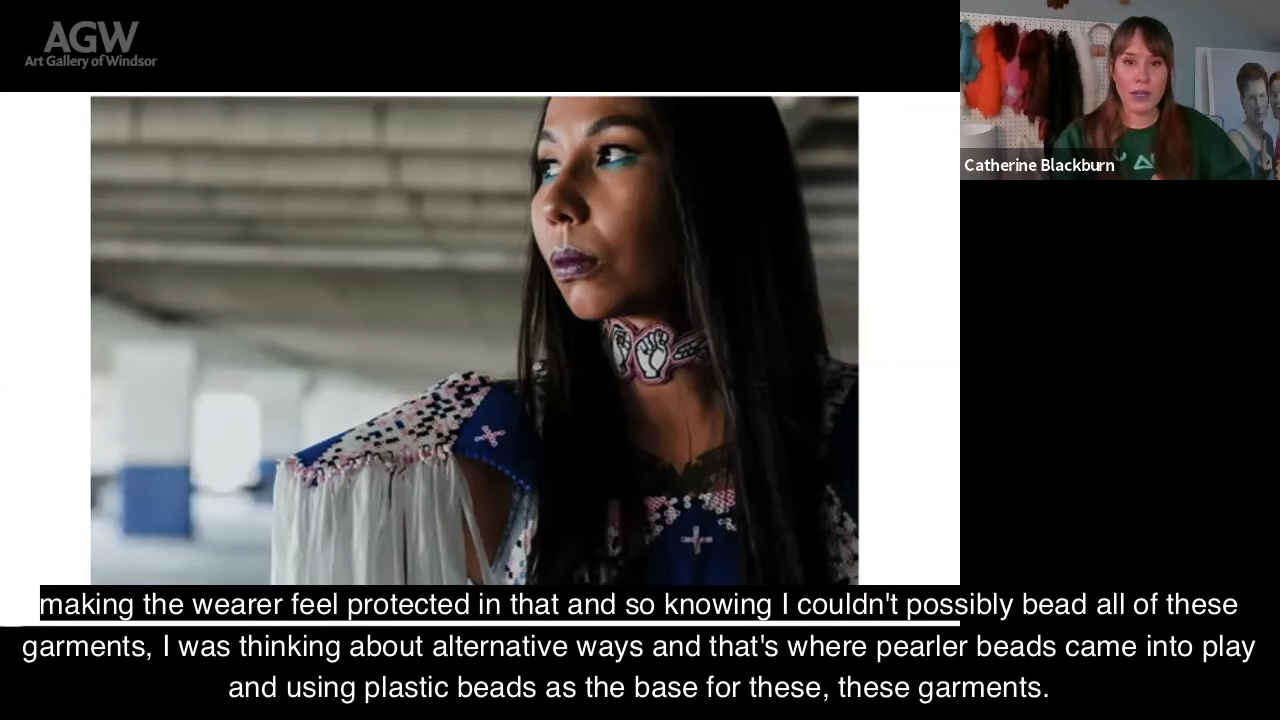 AGW
Art Gallery of Windsor
Catherine Blackburn
making the wearer feel protected in that and so knowing I couldn't possibly bead all of these
garments, I was thinking about alternative ways and that's where pearler beads came into play
and using plastic beads as the base for these, these garments.